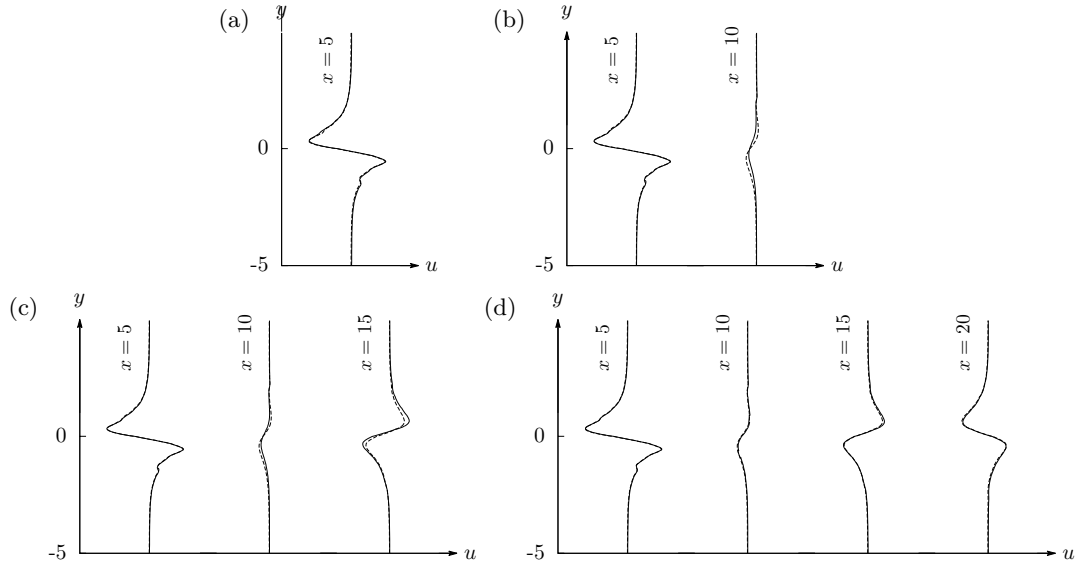 (a)
y
x = 5
0
-5
u
(b)
y
x = 5
x = 10
0
-5
u
(c)
y
x = 5
x = 10
x = 15
0
-5
u
(d)
y
x = 5
x = 10
x = 15
x = 20
0
-5
u